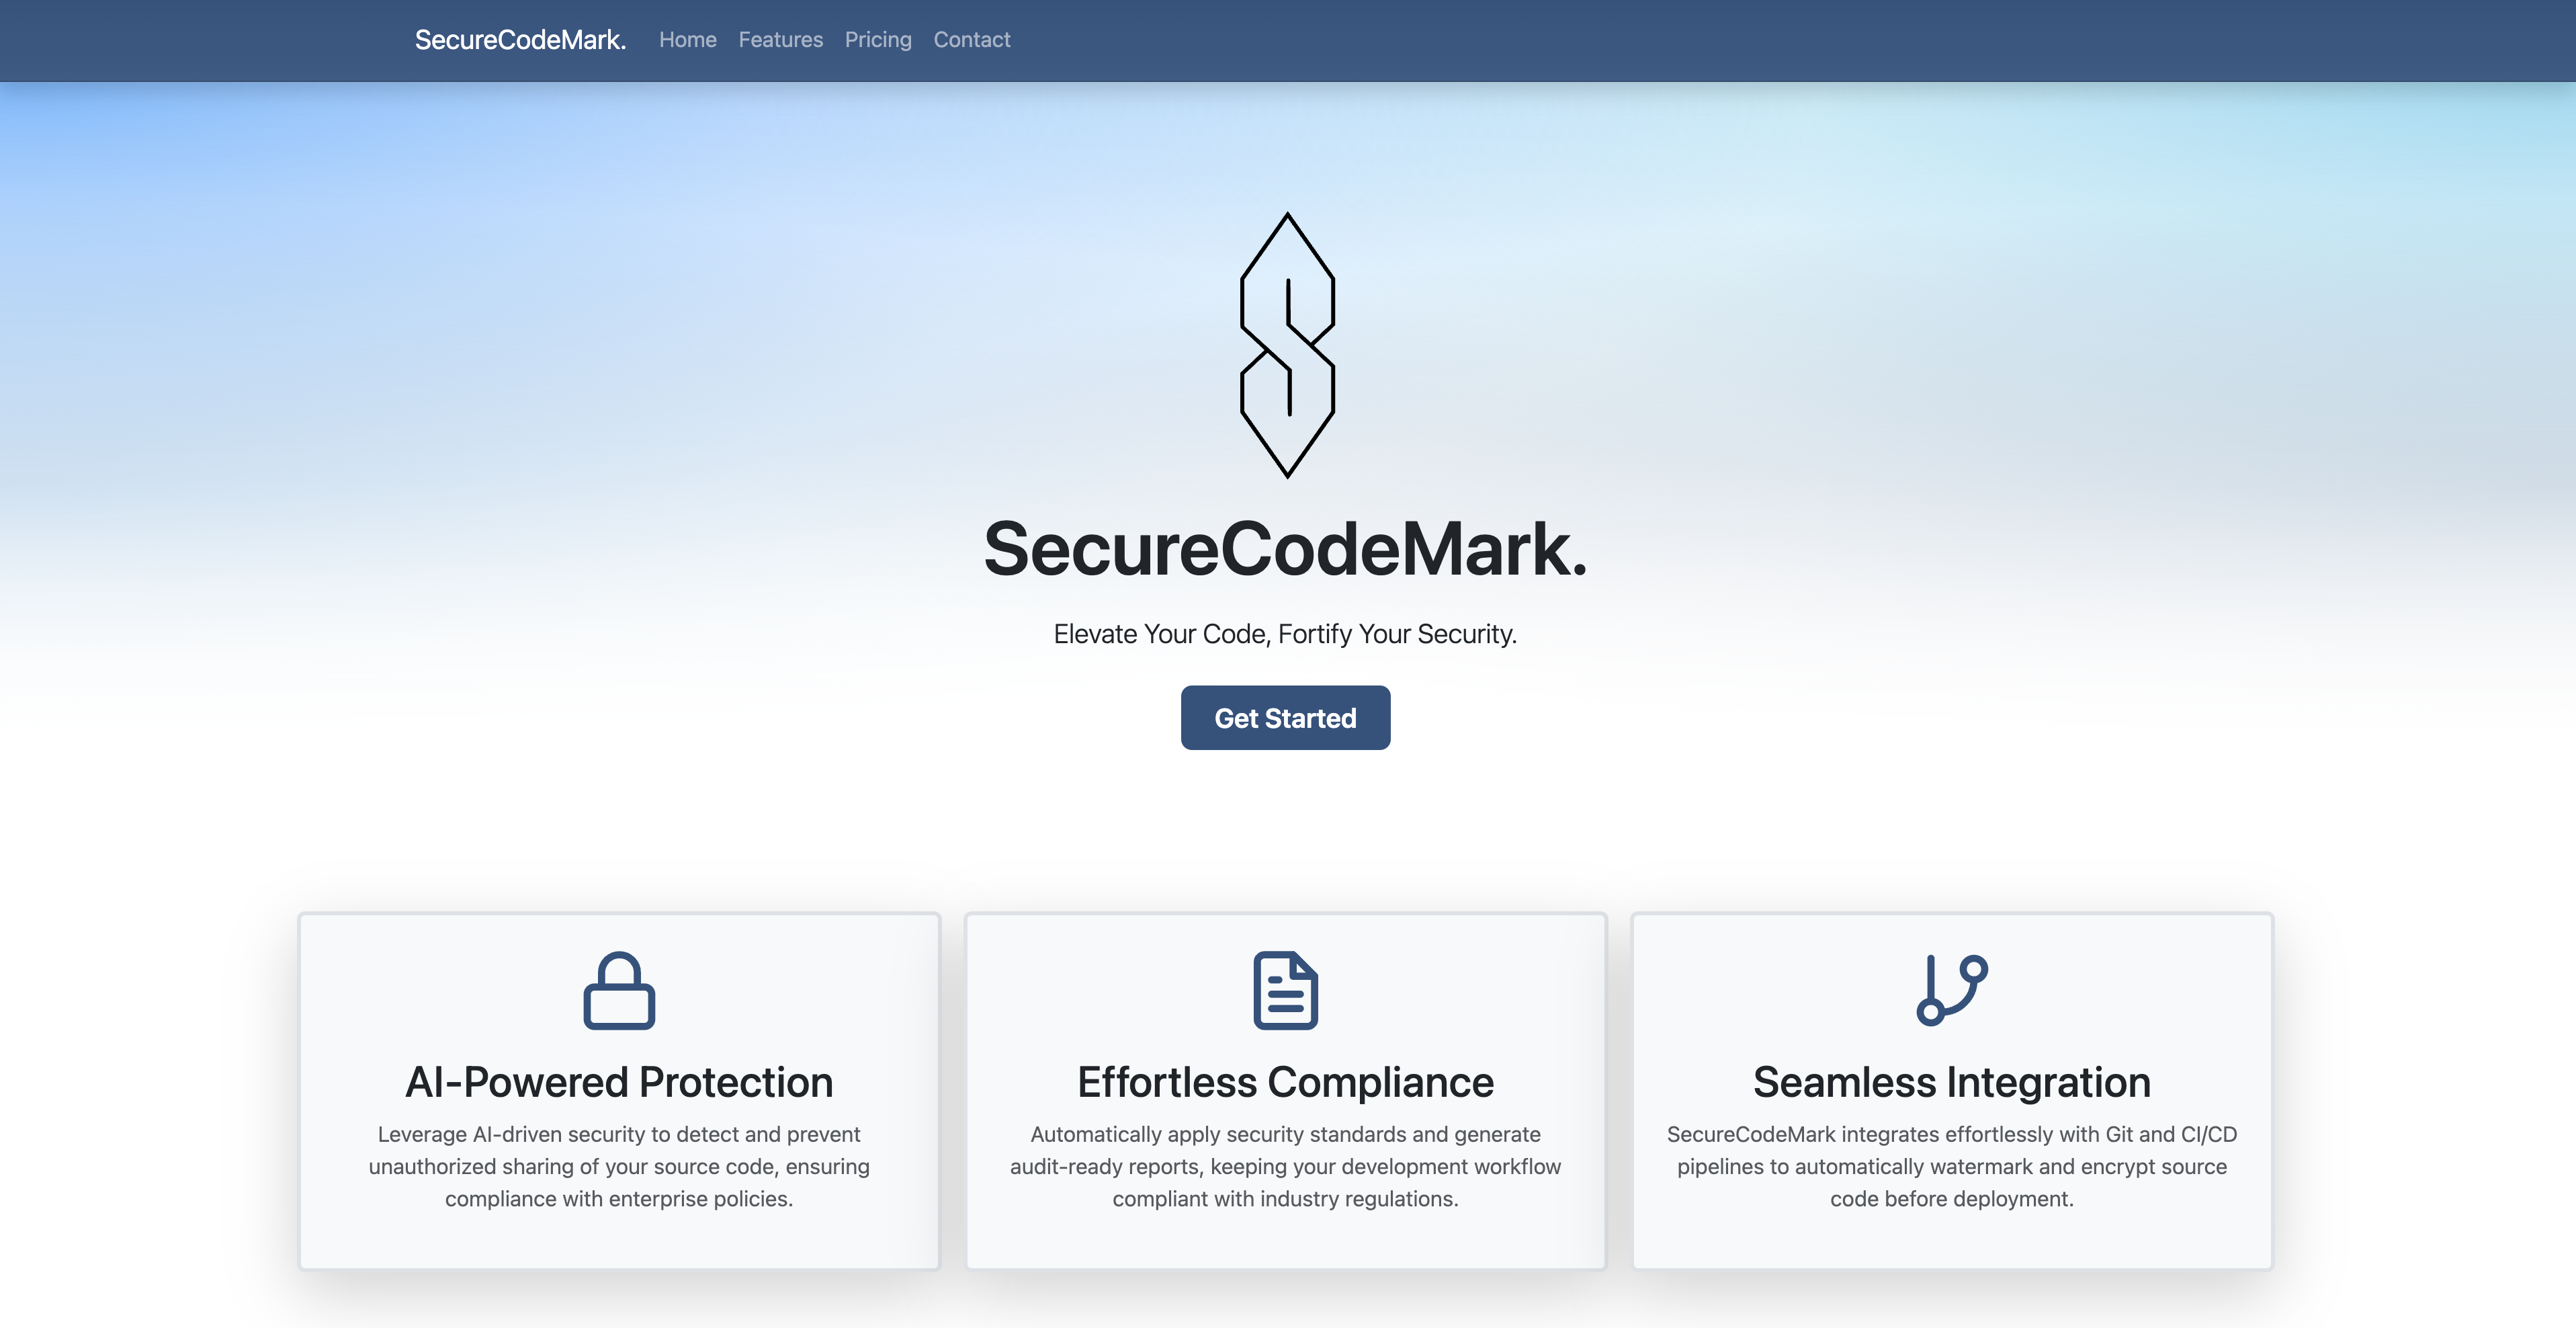 SecureCodeMark. Home Features Pricing Contact
SecureCodeMark.
Elevate Your Code, Fortify Your Security.
Get Started
AI-Powered Protection
Leverage AI-driven security to detect and prevent
unauthorized sharing of your source code, ensuring
compliance with enterprise policies.
Effortless Compliance
Automatically apply security standards and generate
audit-ready reports, keeping your development workflow
compliant with industry regulations.
Seamless Integration
SecureCodeMark integrates effortlessly with Git and CI/CD
pipelines to automatically watermark and encrypt source
code before deployment.